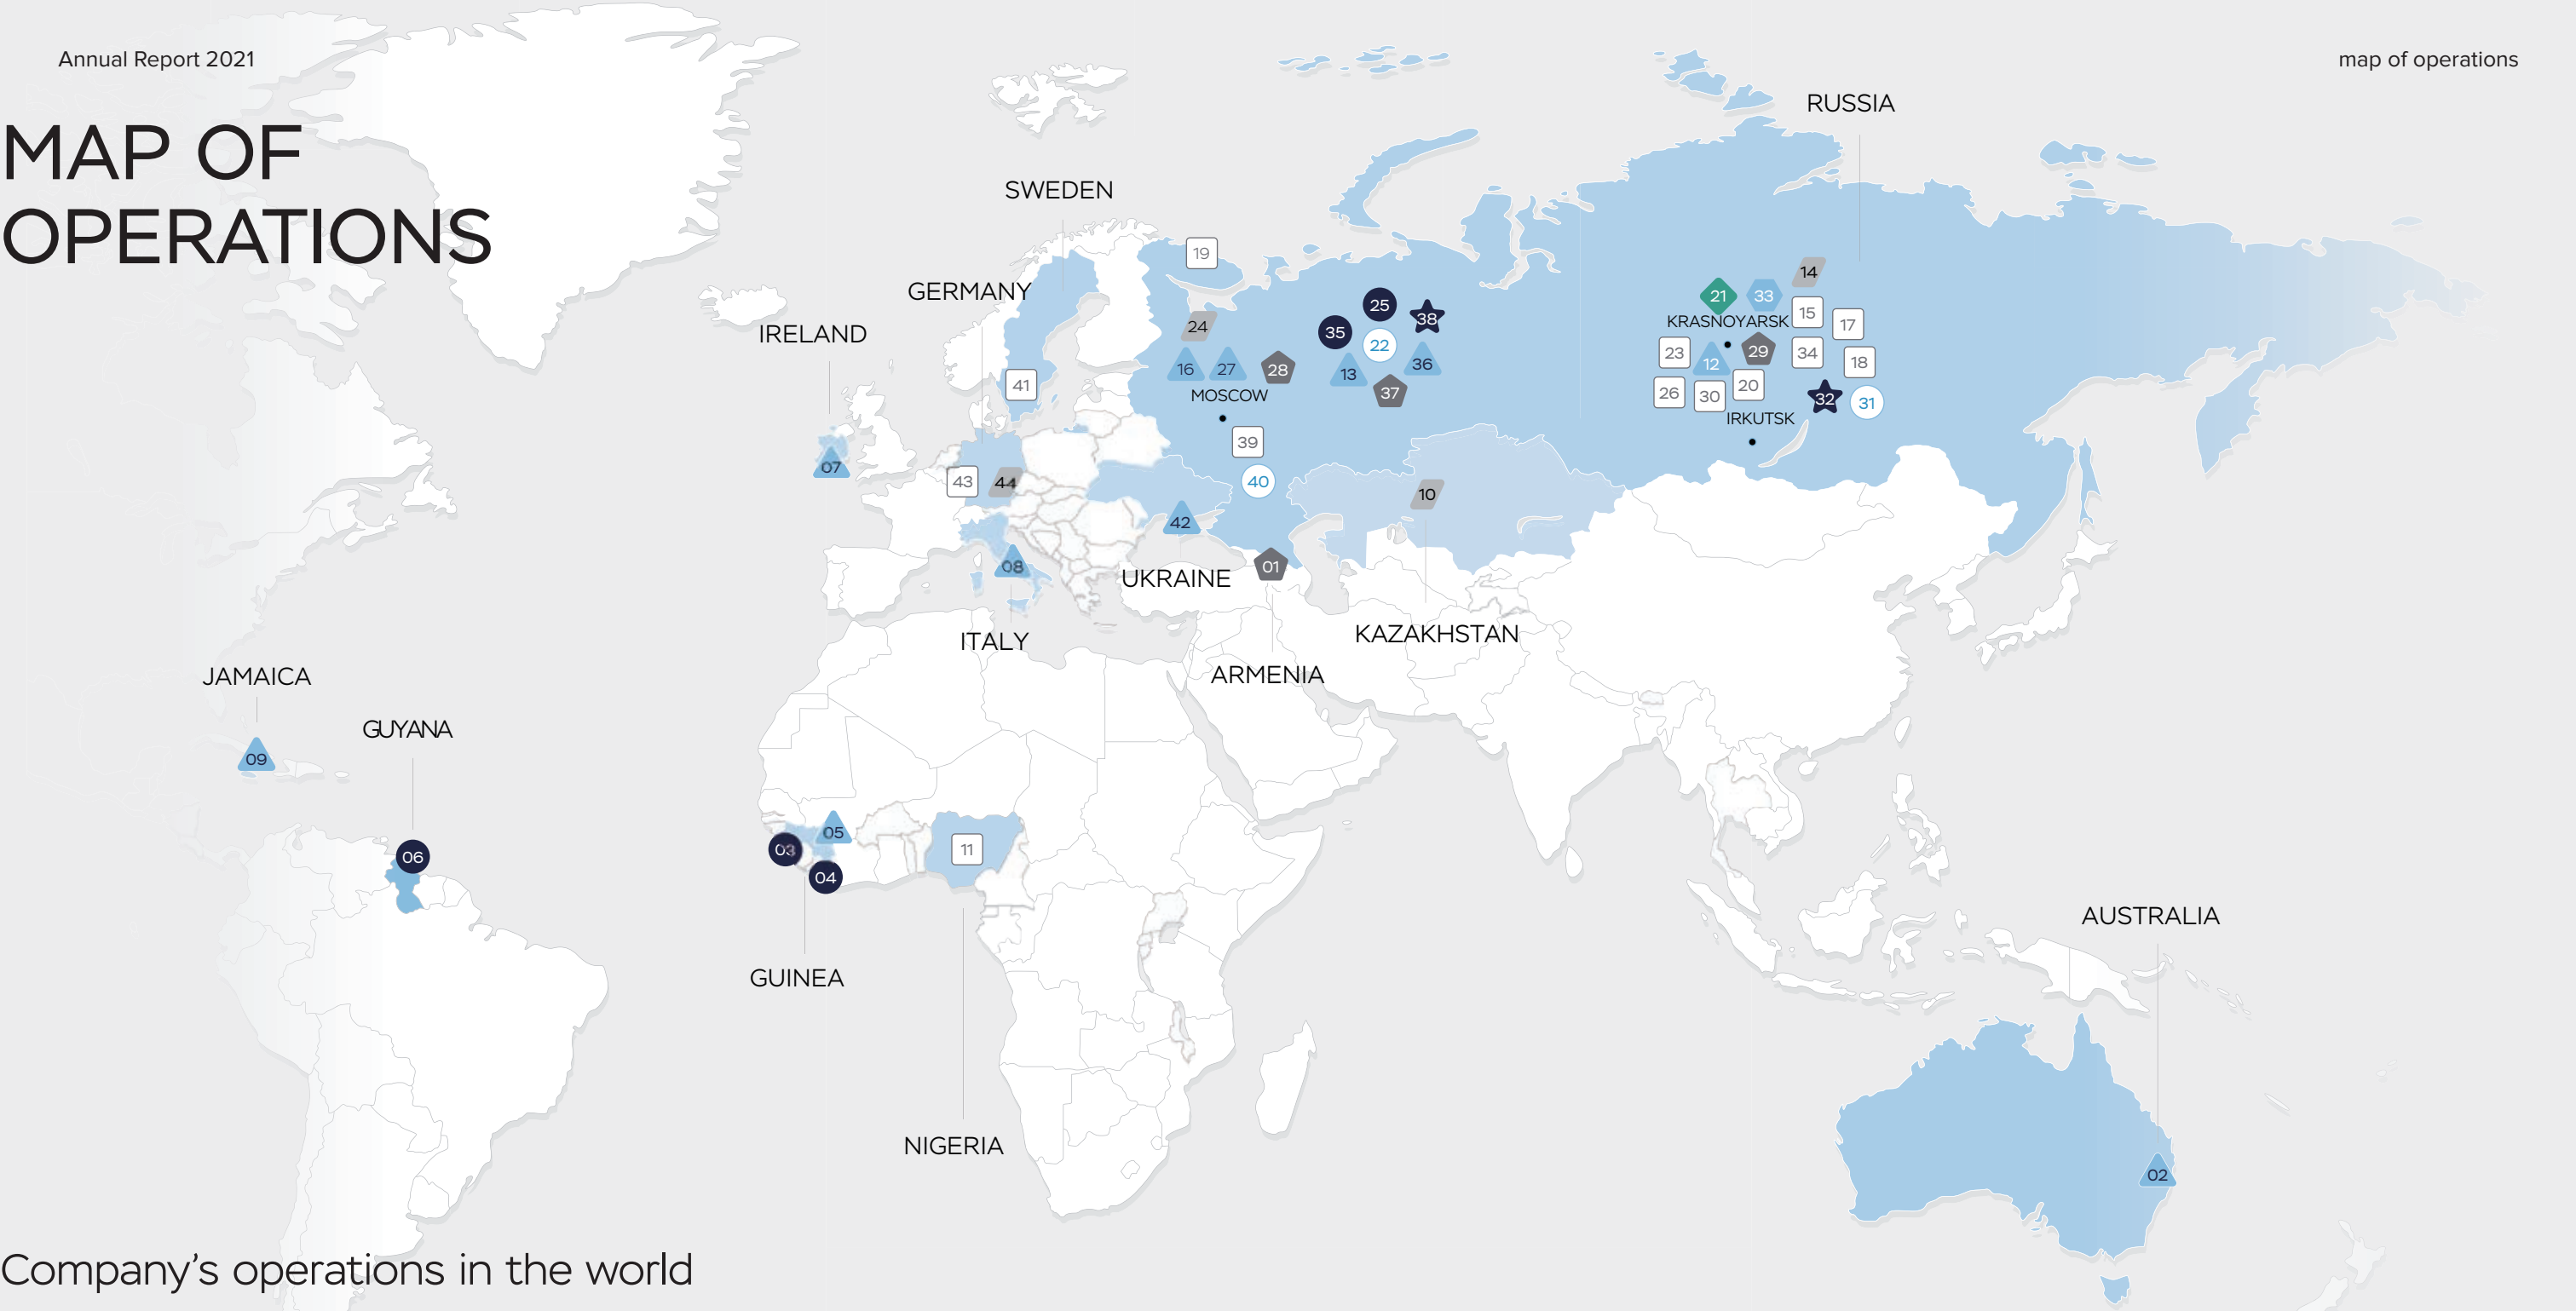 Annual Report 2021
map of operations
MAP OF
OPERATIONS
RUSSIA
SWEDEN
19
14
GERMANY
21
33
25
38
15
KRASNOYARSK
17
IRELAND
24
35
22
23
12
29
34
18
16
27
28
13
36
41
37
26
30
20
32
31
MOSCOW
IRKUTSK
39
07
43
44
40
10
42
08
01
UKRAINE
ITALY
KAZAKHSTAN
JAMAICA
ARMENIA
GUYANA
09
05
03
11
06
04
AUSTRALIA
GUINEA
NIGERIA
02
Company's operations in the world